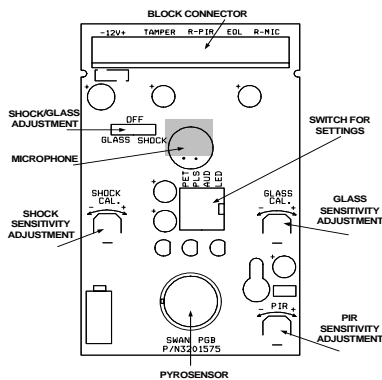 BLOCK CONNECTOR
-12V+ TAMPER R-PIR EOL R-MIC
SHOCK/GLASS
ADJUSTMENT
OFF
GLASS SHOCK
SWITCH FOR
SETTINGS
MICROPHONE
PET
PLS
AUD
LED
SHOCK
CAL.
- +
GLASS
CAL.
- +
SHOCK
SENSITIVITY
ADJUSTMENT
GLASS
SENSITIVITY
ADJUSTMENT
PIR
- +
PIR
SENSITIVITY
ADJUSTMENT
SWAN PGB
P/N3201575
PYROSENSOR